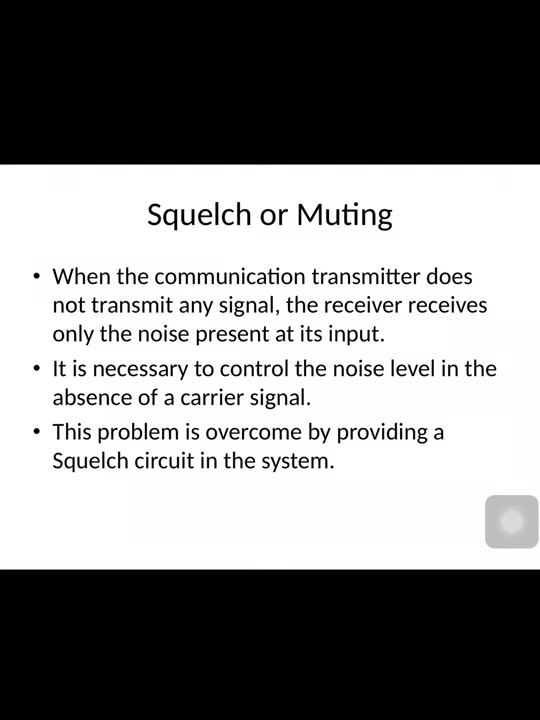 Squelch or Muting
• When the communication transmitter does
not transmit any signal, the receiver receives
only the noise present at its input.
• It is necessary to control the noise level in the
absence of a carrier signal.
• This problem is overcome by providing a
Squelch circuit in the system.